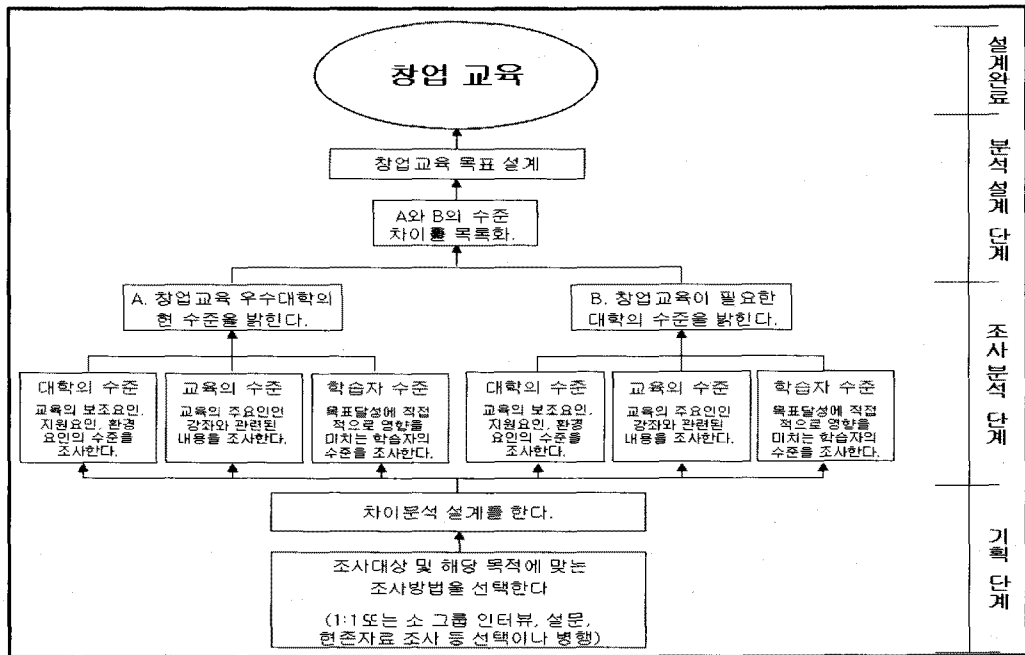 창업 교육
창업교육 목표 설계
A와 B의 수준
차이를 목록화.
A. 창업교육 우수대학의
현 수준을 밝힌다.
B. 창업교육이 필요한
대학의 수준을 밝힌다.
대학의 수준
교육의 보조요인,
지원요인, 환경
요인의 수준을
조사한다.
교육의 수준
교육의 주요인인
강좌와 관련된
내용을 조사한다.
학습자 수준
목표달성에 직접
적으로 영향을
미치는 학습자의
수준을 조사한다.
대학의 수준
교육의 보조요인,
지원요인, 환경
요인의 수준을
조사한다.
교육의 수준
교육의 주요인인
강좌와 관련된
내용을 조사한다.
학습자 수준
목표달성에 직접
적으로 영향을
미치는 학습자의
수준을 조사한다.
차이분석 설계를 한다.
조사대상 및 해당 목적에 맞는
조사방법을 선택한다
(1:1또는 소 그룹 인터뷰, 설문,
현존자료 조사 등 선택이나 병행)
설계완료
분석 설계 단계
조사 분석 단계
기획 단계